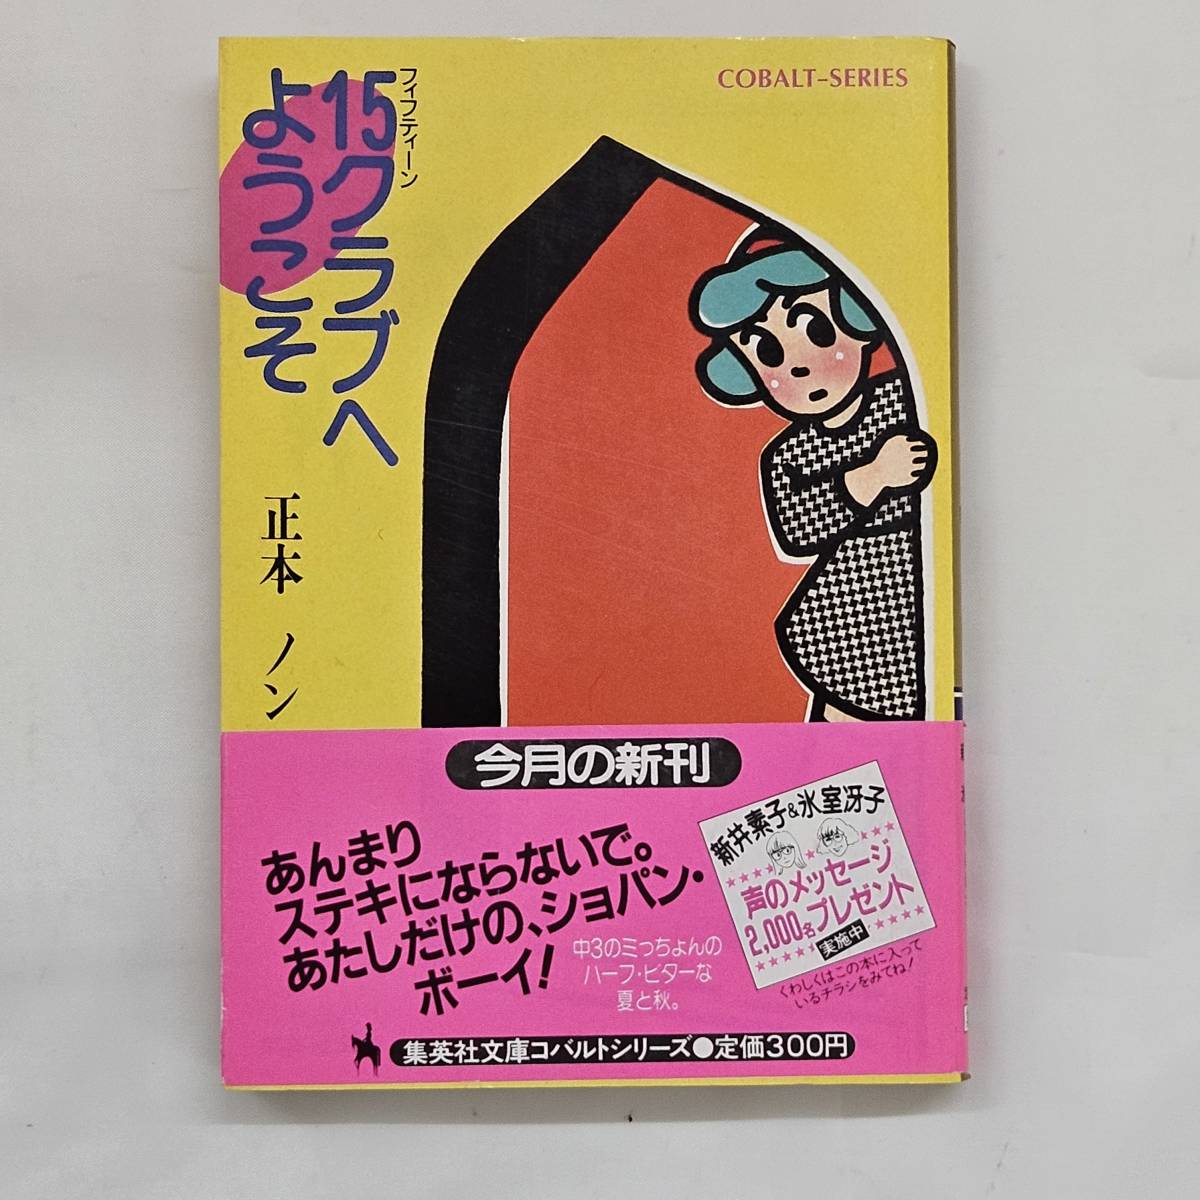 COBALT-SERIES
フィフティーン
15クラブへ
ようこそ
正本 ノン
今月の新刊
あんまり
ステキにならないで。
あたしだけの、ショパン・
ボーイ!
中3のミっちょんの
ハーフ・ビターな
夏と秋。
新井素子&氷室冴子
声のメッセージ
2,000名プレゼント
実施中
くわしくはこの本に入って
いるチラシをみてね!
集英社文庫コバルトシリーズ●定価300円